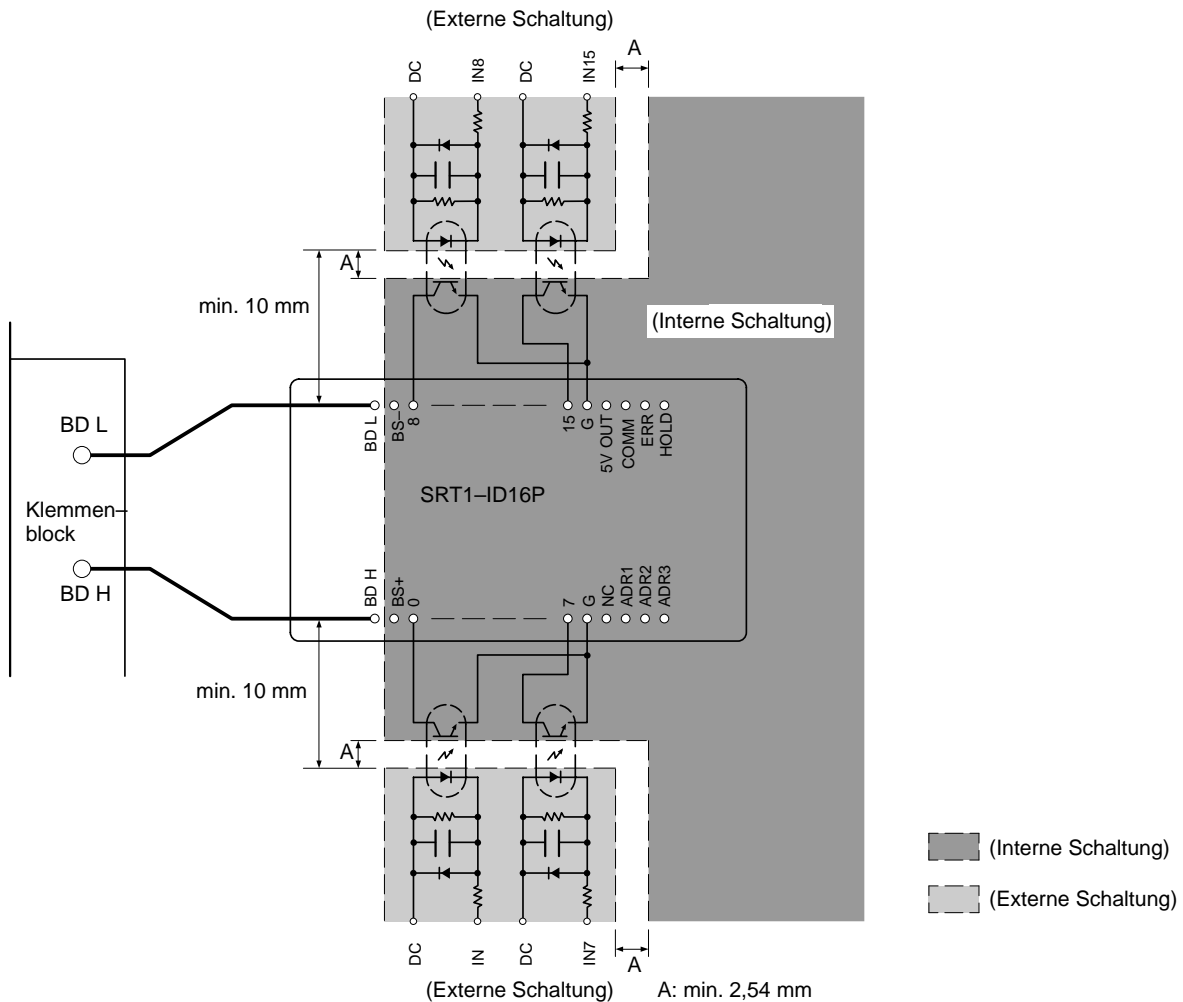 (Externe Schaltung)
A
DC
IN8
DC
IN15
A
min. 10 mm
(Interne Schaltung)
BD L
BD L
BS–
8
15
G
5V OUT
COMM
ERR
HOLD
SRT1–ID16P
Klemmen–
block
BD H
BD H
BS+
0
7
G
NC
ADR1
ADR2
ADR3
min. 10 mm
A
(Interne Schaltung)
(Externe Schaltung)
DC
IN
DC
IN7
A
(Externe Schaltung)
A: min. 2,54 mm